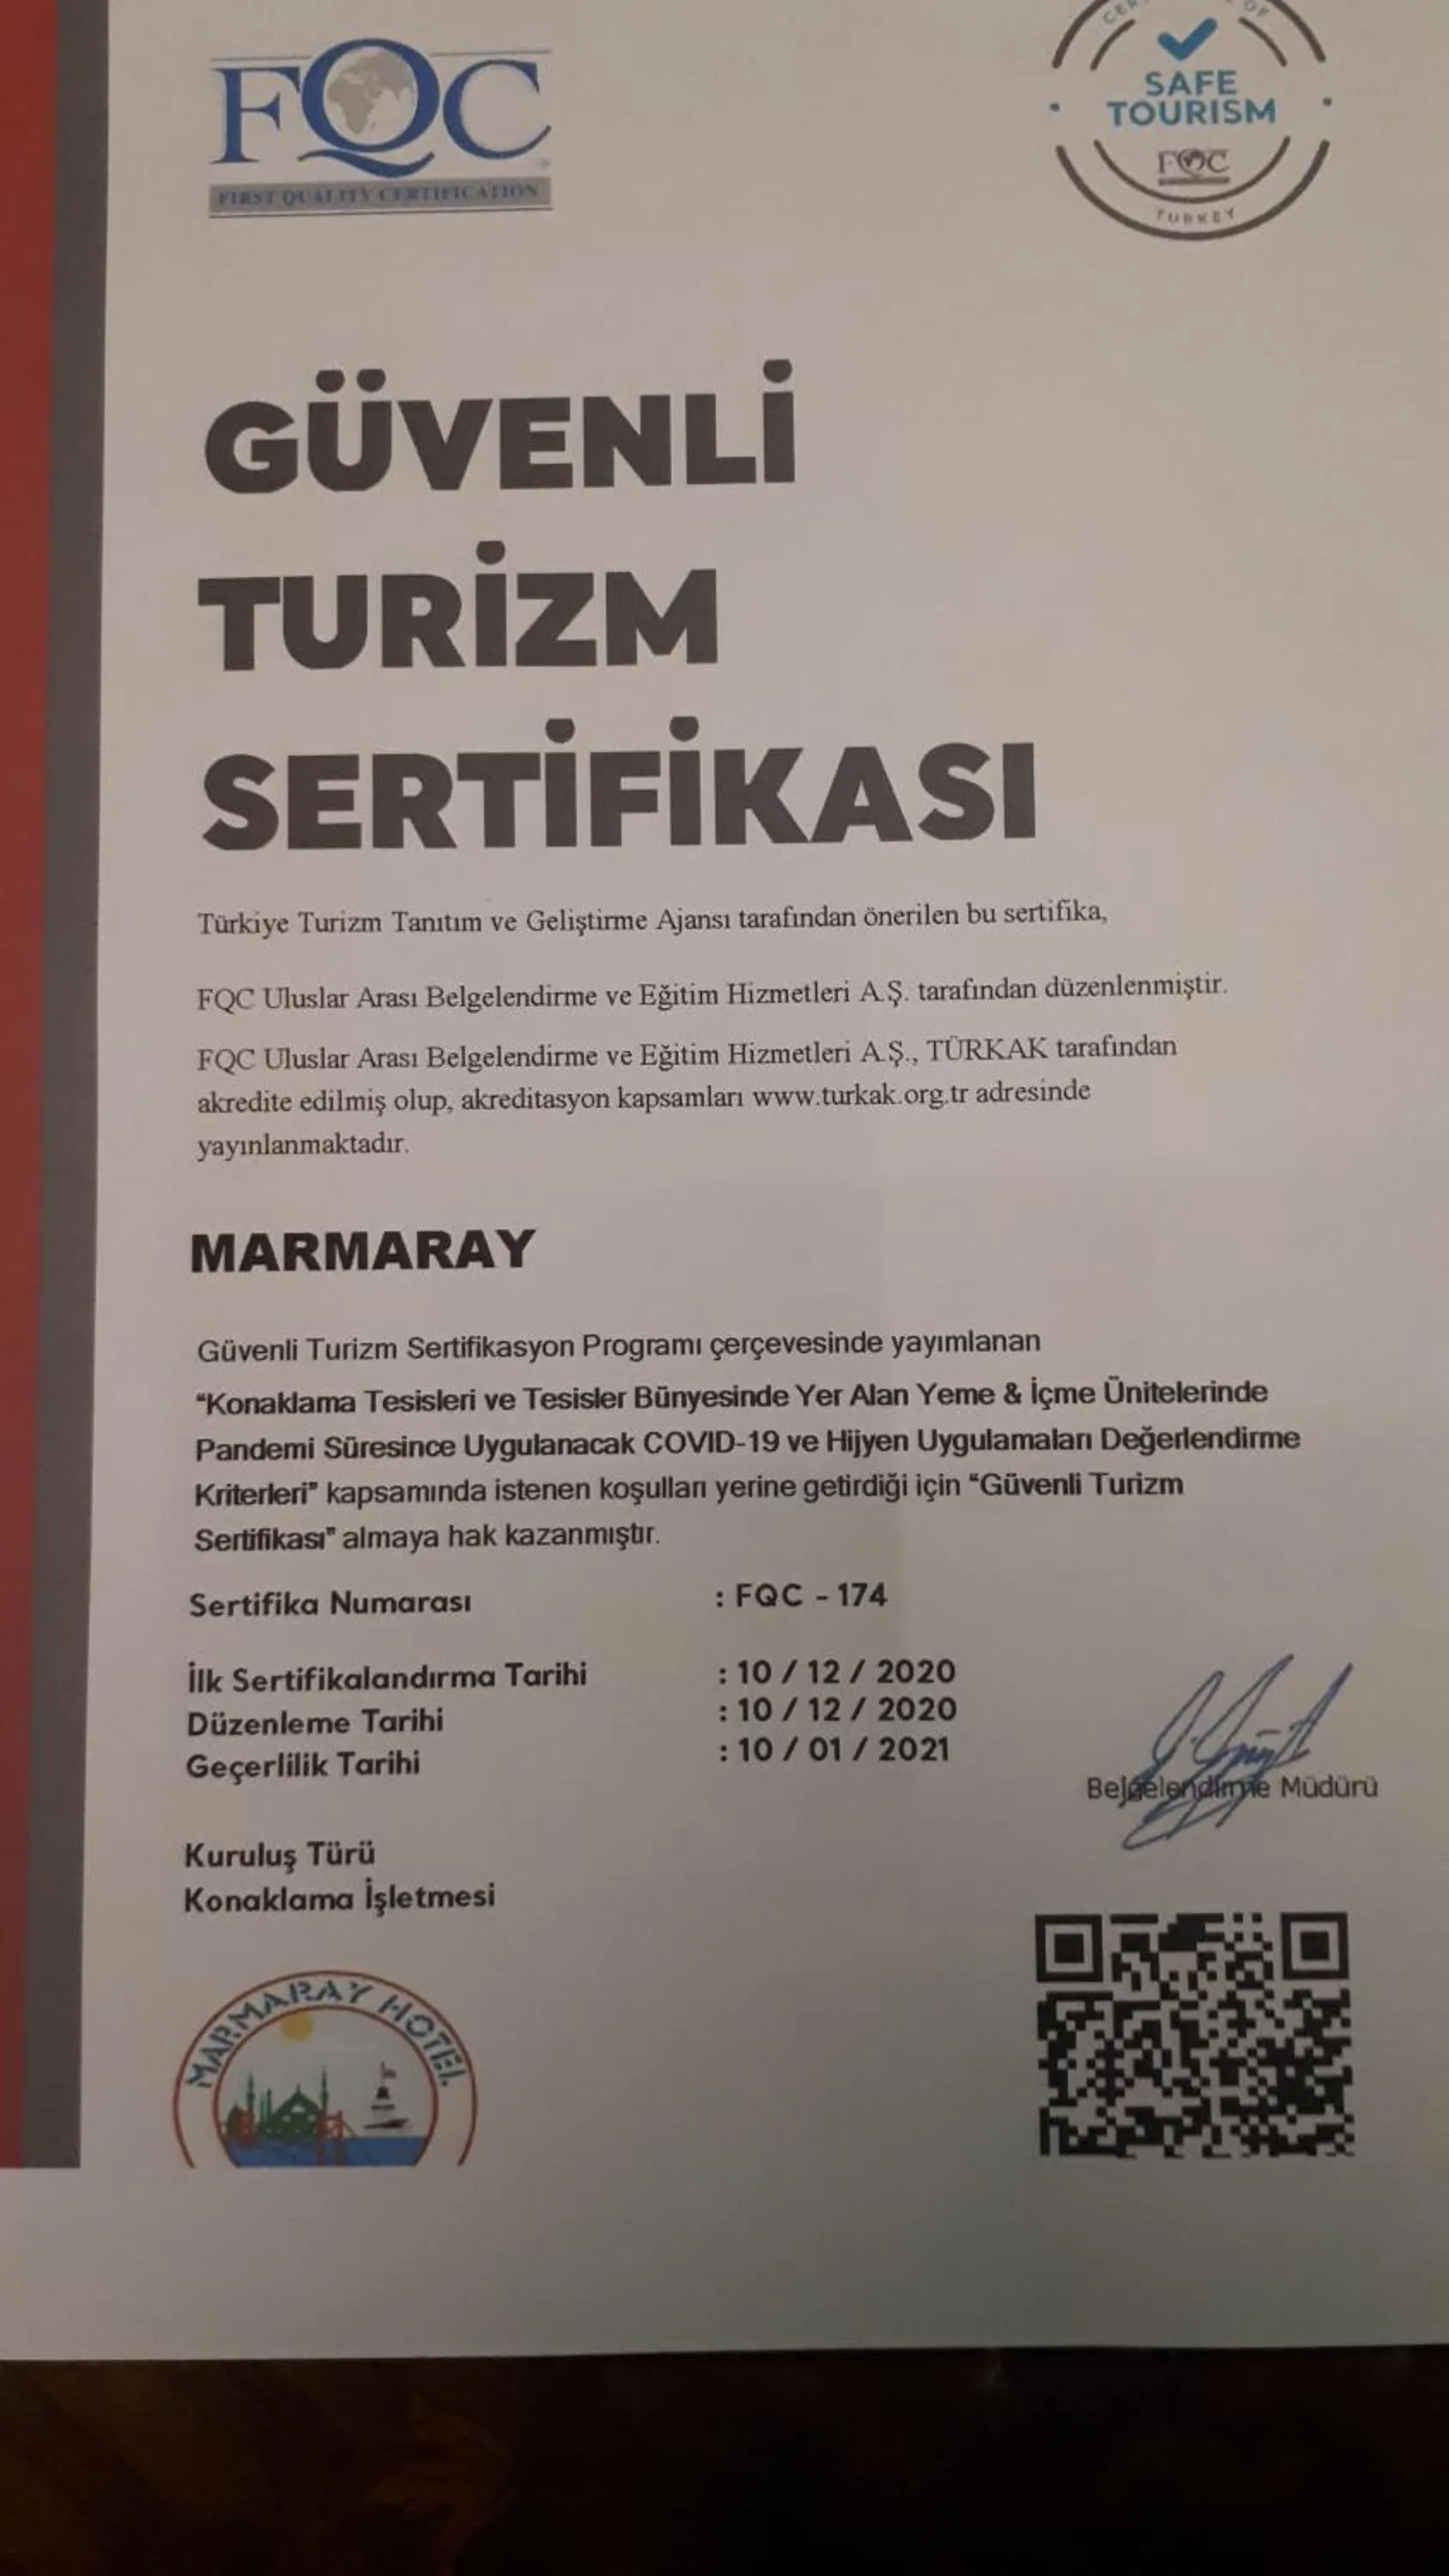 FQC
FIRST QUALITY CERTIFICATION
OF
SAFE
TOURISM
FQC
TURKEY
GÜVENLİ
TURİZM
SERTİFİKASI
Türkiye Turizm Tanıtım ve Geliştirme Ajansı tarafından önerilen bu sertifika,
FQC Uluslar Arası Belgelendirme ve Eğitim Hizmetleri A.Ş. tarafından düzenlenmiştir.
FQC Uluslar Arası Belgelendirme ve Eğitim Hizmetleri A.Ş., TÜRKAK tarafından
akredite edilmiş olup, akreditasyon kapsamları www.turkak.org.tr adresinde
yayınlanmaktadır.
MARMARAY
Güvenli Turizm Sertifikasyon Programı çerçevesinde yayımlanan
“Konaklama Tesisleri ve Tesisler Bünyesinde Yer Alan Yeme & İçme Ünitelerinde
Pandemi Süresince Uygulanacak COVID-19 ve Hijyen Uygulamaları Değerlendirme
Kriterleri” kapsamında istenen koşulları yerine getirdiği için “Güvenli Turizm
Sertifikası” almaya hak kazanmıştır.
Sertifika Numarası : FQC - 174
İlk Sertifikalandırma Tarihi : 10 / 12 / 2020
Düzenleme Tarihi : 10 / 12 / 2020
Geçerlilik Tarihi : 10 / 01 / 2021
Belgelendirme Müdürü
Kuruluş Türü
Konaklama İşletmesi
MARMARAY HOTEL